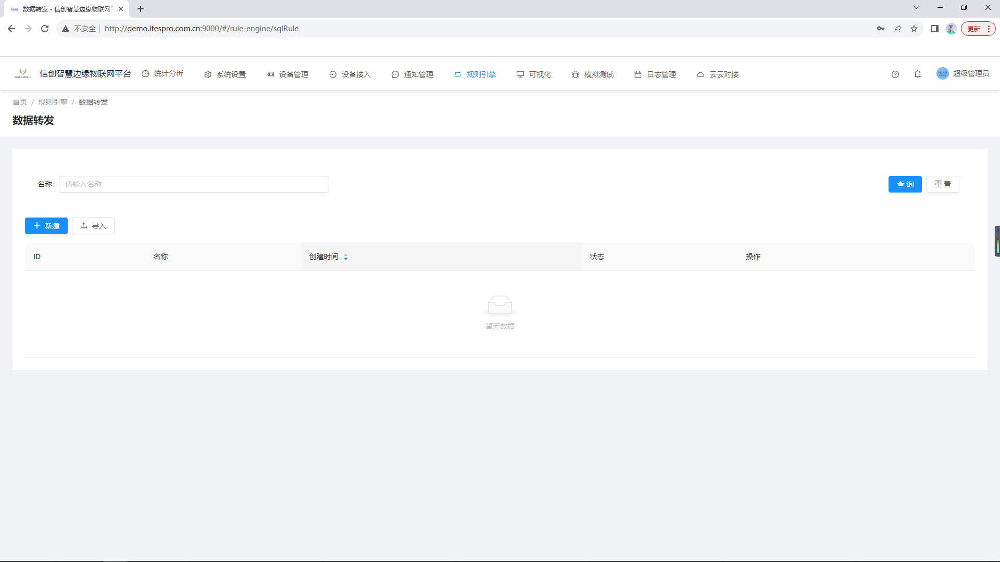 数据转发 - 信创智慧边缘物联网
不安全 http://demo.itespro.com.cn:9000/#/rule-engine/sqlRule 更新
信创智慧边缘物联网平台 统计分析 系统设置 设备管理 设备接入 通知管理 规则引擎 可视化 模拟测试 日志管理 云云对接 超级管理员
首页 / 规则引擎 / 数据转发
数据转发
名称: 请输入名称 查 询 重 置
新建 导入
ID 名称 创建时间 状态 操作
暂无数据